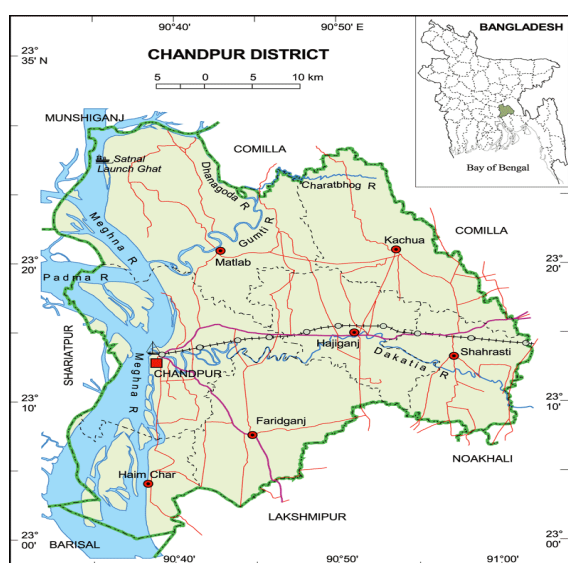 90°40'
90°50' E
23°
35' N
CHANDPUR DISTRICT
5 0 5 10 km
BANGLADESH
Bay of Bengal
MUNSHIGANJ
Satnal
Launch Ghat
COMILLA
Dhanagoda R
Charatbhog R
Gumti R
Meghna R
Matlab
Kachua
COMILLA
23°
20'
23°
20'
Padma R
SHARIATPUR
Hajiganj
Dakatia R
Shahrasti
CHANDPUR
Meghna R
23°
10'
23°
10'
Faridganj
NOAKHALI
Haim Char
LAKSHMIPUR
23°
00'
23°
00'
BARISAL
90°40'
90°50'
91°00'